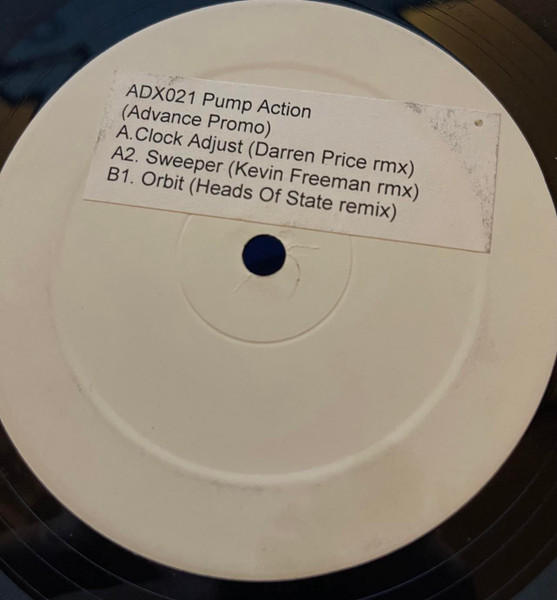 ADX021 Pump Action
(Advance Promo)
A.Clock Adjust (Darren Price rmx)
A2. Sweeper (Kevin Freeman rmx)
B1. Orbit (Heads Of State remix)